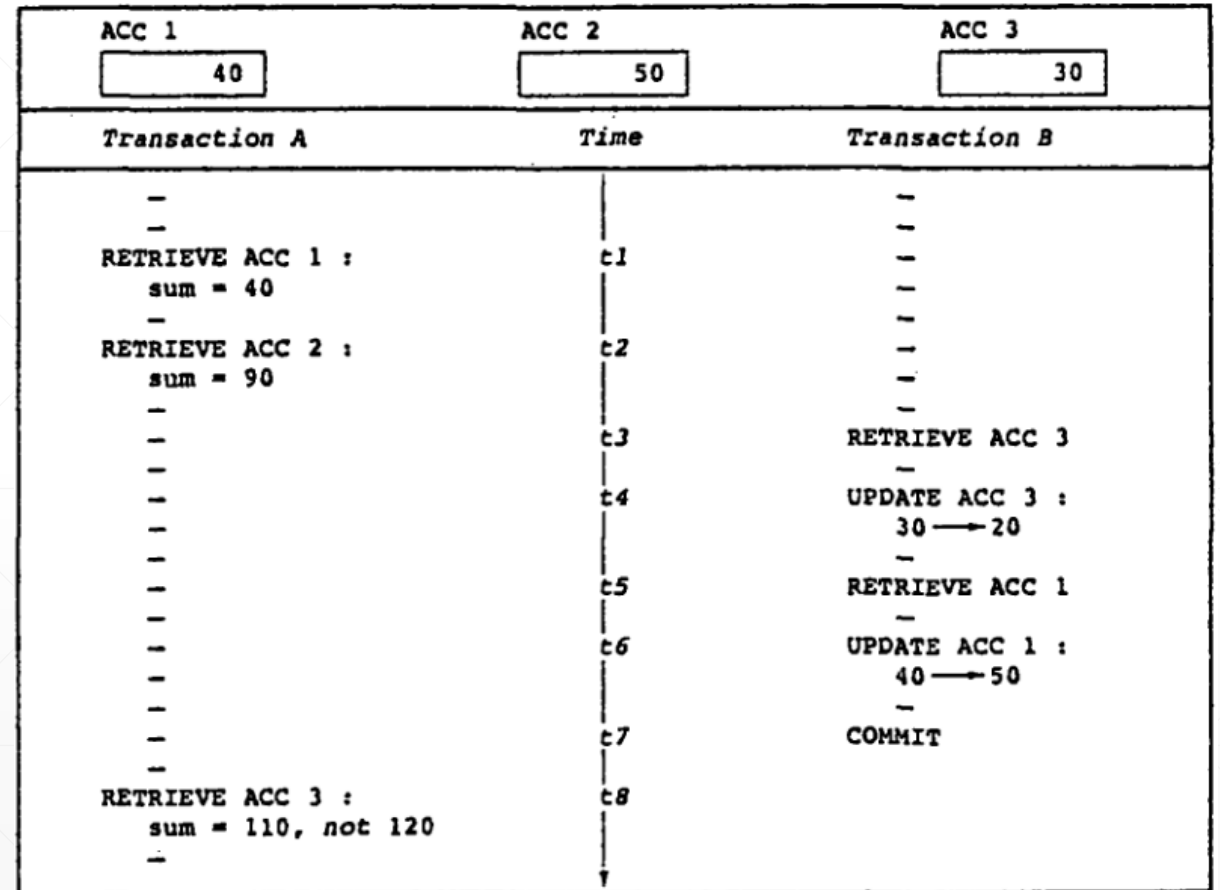 ACC 1 ACC 2 ACC 3
40 50 30
Transaction A Time Transaction B
- -
- -
RETRIEVE ACC 1 : t1 -
sum = 40 -
- -
RETRIEVE ACC 2 : t2 -
sum = 90 -
- -
- t3 RETRIEVE ACC 3
- -
- t4 UPDATE ACC 3 :
- 30 → 20
- -
- t5 RETRIEVE ACC 1
- -
- t6 UPDATE ACC 1 :
- 40 → 50
- -
- t7 COMMIT
-
RETRIEVE ACC 3 : t8
sum = 110, not 120
-